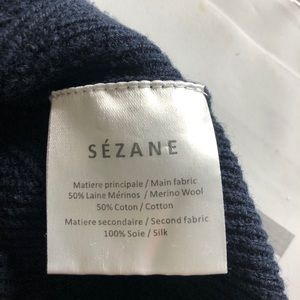 SÉZANE
Matiere principale / Main fabric
50% Laine Mérinos / Merino Wool
50% Coton / Cotton
Matiere secondaire / Second fabric
100% Soie / Silk